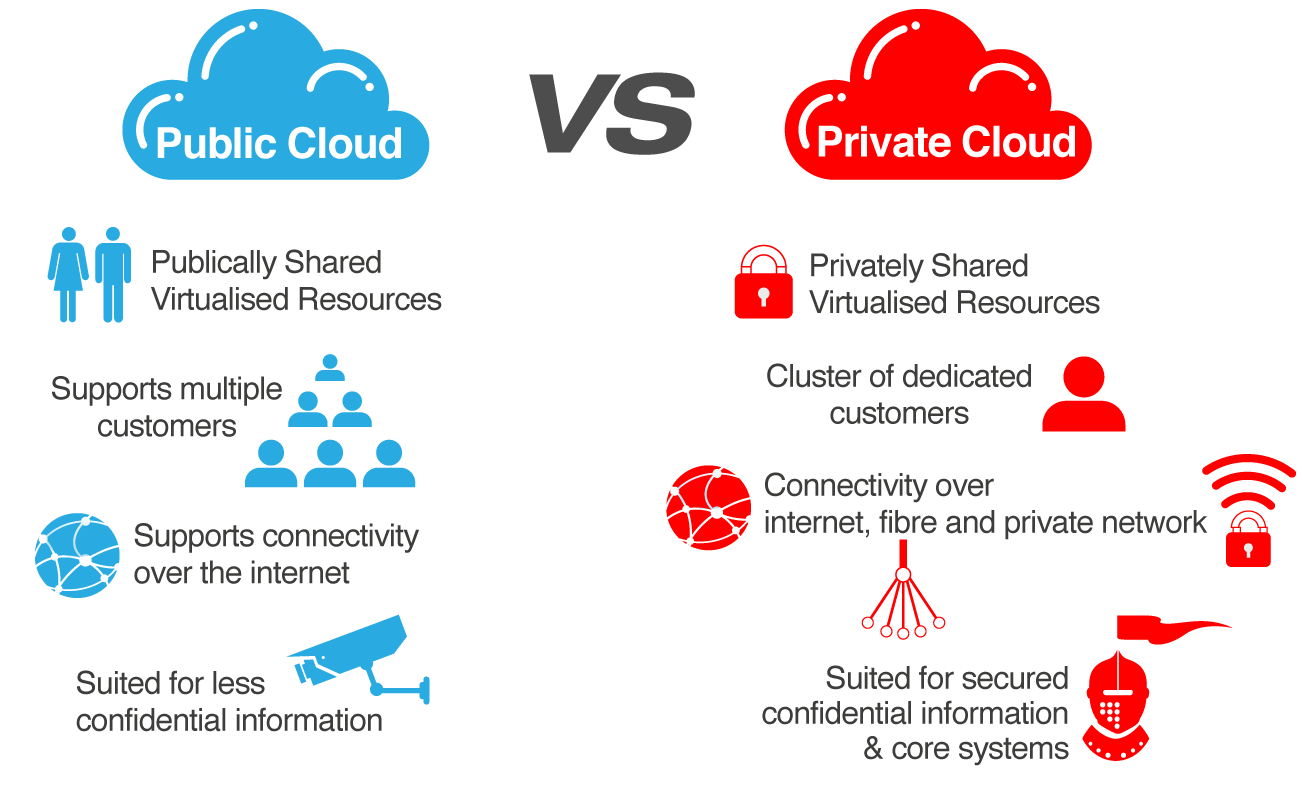 Public Cloud
VS
Private Cloud
Publically Shared
Virtualised Resources
Supports multiple
customers
Supports connectivity
over the internet
Suited for less
confidential information
Privately Shared
Virtualised Resources
Cluster of dedicated
customers
Connectivity over
internet, fibre and private network
Suited for secured
confidential information
& core systems